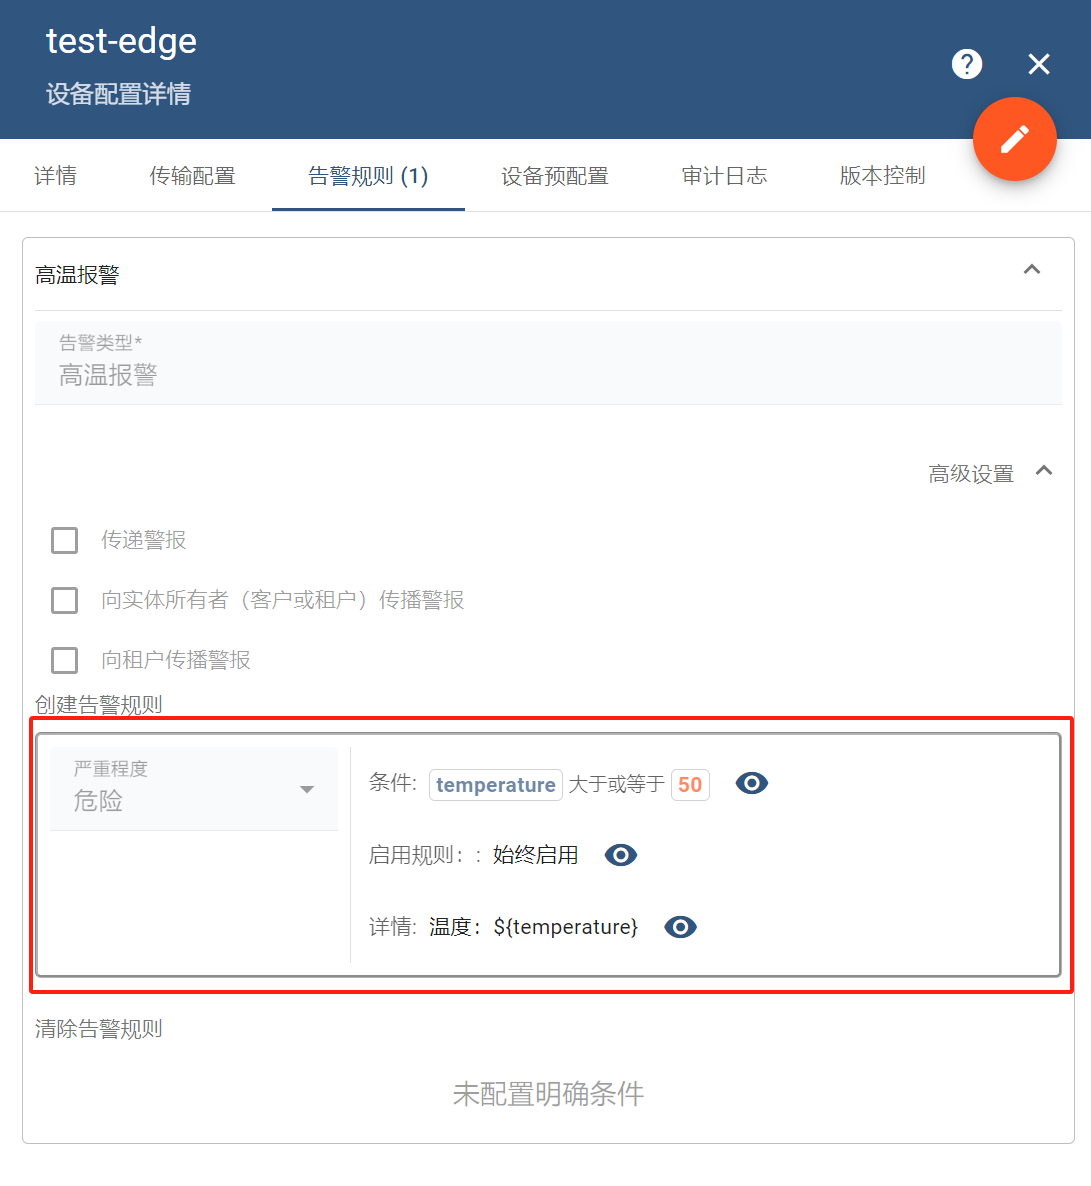 test-edge
设备配置详情
?
详情 传输配置 告警规则 (1) 设备预配置 审计日志 版本控制
高温报警
告警类型*
高温报警
高级设置
传递警报
向实体所有者（客户或租户）传播警报
向租户传播警报
创建告警规则
严重程度
危险
条件: temperature 大于或等于 50
启用规则：: 始终启用
详情: 温度：${temperature}
清除告警规则
未配置明确条件